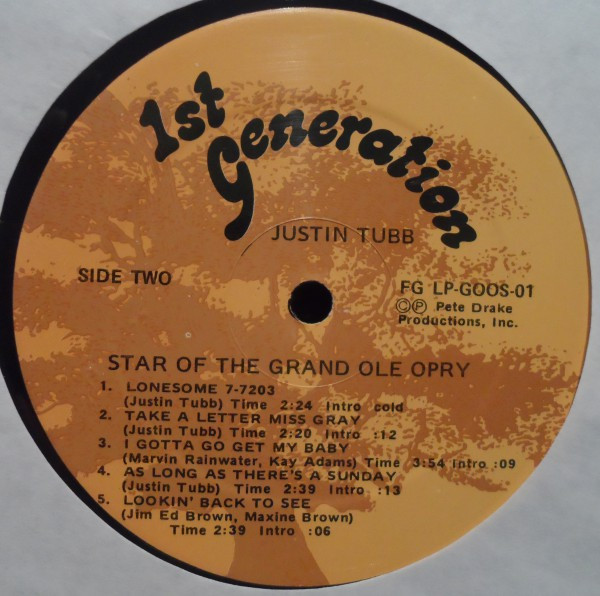 1st Generation
JUSTIN TUBB
SIDE TWO
FG LP-GOOS-01
©℗ Pete Drake
Productions, Inc.
STAR OF THE GRAND OLE OPRY
1. LONESOME 7-7203
(Justin Tubb) Time 2:24 Intro cold
2. TAKE A LETTER MISS GRAY
(Justin Tubb) Time 2:20 Intro :12
3. I GOTTA GO GET MY BABY
(Marvin Rainwater, Kay Adams) Time 3:54 Intro :09
4. AS LONG AS THERE'S A SUNDAY
(Justin Tubb) Time 2:39 Intro :13
5. LOOKIN' BACK TO SEE
(Jim Ed Brown, Maxine Brown)
Time 2:39 Intro :06